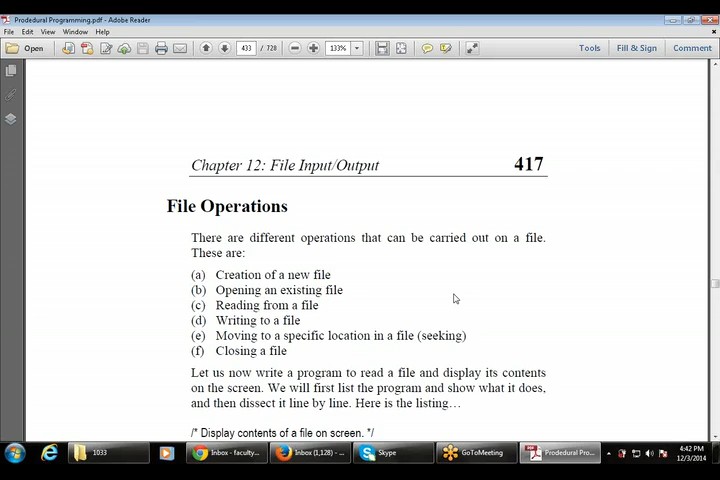 Prodedural Programming.pdf - Adobe Reader
File Edit View Window Help
Open 433 / 728 133% Tools Fill & Sign Comment
Chapter 12: File Input/Output 417
File Operations
There are different operations that can be carried out on a file.
These are:
(a) Creation of a new file
(b) Opening an existing file
(c) Reading from a file
(d) Writing to a file
(e) Moving to a specific location in a file (seeking)
(f) Closing a file
Let us now write a program to read a file and display its contents
on the screen. We will first list the program and show what it does,
and then dissect it line by line. Here is the listing…
/* Display contents of a file on screen. */
1033 Inbox - faculty... Inbox (1,128) - ... Skype GoToMeeting Prodedural Pro...
4:42 PM
12/3/2014